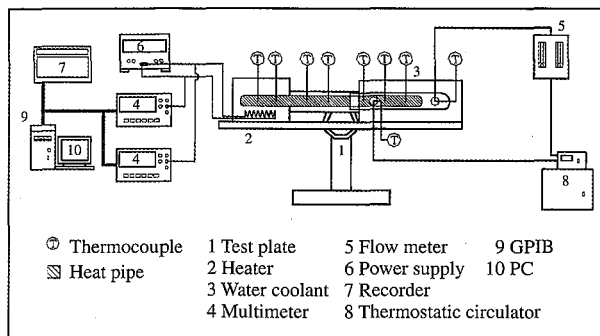 6
T T T T T T T T
5
3
7
4
9
10
4
2
T
1
8
T Thermocouple
Heat pipe
1 Test plate
2 Heater
3 Water coolant
4 Multimeter
5 Flow meter
6 Power supply
7 Recorder
8 Thermostatic circulator
9 GPIB
10 PC